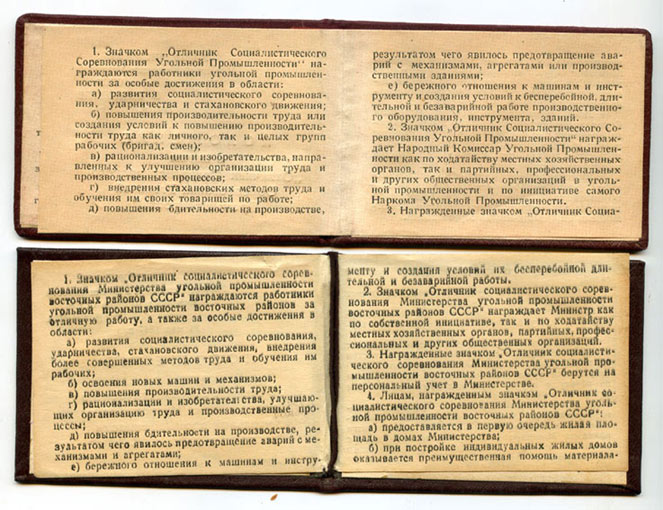 1. Значком „Отличник Социалистического
Соревнования Угольной Промышленности" на-
граждаются работники угольной промышлен-
ности за особые достижения в области:
а) развития социалистического соревнова-
ния, ударничества и стахановского движения;
б) повышения производительности труда или
создания условий к повышению производитель-
ности труда как личного, так и целых групп
рабочих (бригад, смен);
в) рационализации и изобретательства, направ-
ленных к улучшению организации труда и
производственных процессов;
г) внедрении стахановских методов труда и
обучения им своих товарищей по работе;
д) повышения бдительности на производстве,
результатом чего явилось предотвращение ава-
рий с механизмами, агрегатами или производ-
ственными зданиями;
е) бережного отношения к машинам и инст-
рументу и создания условий к бесперебойной, дли-
тельной и безаварийной работе производственно-
го оборудования, инструмента, зданий.
2. Значком „Отличник Социалистического Со-
ревнования Угольной Промышленности" награж-
дает Народный Комиссар Угольной Промышлен-
ности как по ходатайству местных хозяйственных
органов, так и партийных, профессиональных
и других общественных организаций в уголь-
ной промышленности и по инициативе самого
Наркома Угольной Промышленности.
3. Награжденные значком „Отличник Социа-
1. Значком „Отличник социалистического сорев-
нования Министерства угольной промышленности
восточных районов СССР" награждаются работники
угольной промышленности восточных районов за
отличную работу, а также за особые достижения в
области:
а) развития социалистического соревнования,
ударничества, стахановского движения, внедрения
более совершенных методов труда и обучения им
рабочих;
б) освоения новых машин и механизмов;
в) повышения производительности труда;
г) рационализации и изобретательства, улучшаю-
щих организацию труда и производственные про-
цессы;
д) повышения бдительности на производстве, ре-
зультатом чего явилось предотвращение аварий с ме-
ханизмами и агрегатами;
е) бережного отношения к машинам и инстру-
менту и создания условий их бесперебойной дли-
тельной и безаварийной работы.
2. Значком „Отличник социалистического сорев-
нования Министерства угольной промышленности
восточных районов СССР" награждает Министр как
по собственной инициативе, так и по ходатайству
местных хозяйственных органов, партийных, профес-
сиональных и других общественных организаций.
3. Награжденные значком „Отличник социалисти-
ческого соревнования Министерства угольной про-
мышленности восточных районов СССР" берутся на
персональный учет в Министерстве.
4. Лицам, награжденным значком „Отличник со-
циалистического соревнования Министерства уголь-
ной промышленности восточных районов СССР":
а) предоставляется в первую очередь жилая пло-
щадь в домах Министерства;
б) при постройке индивидуальных жилых домов
оказывается преимущественная помощь материала-